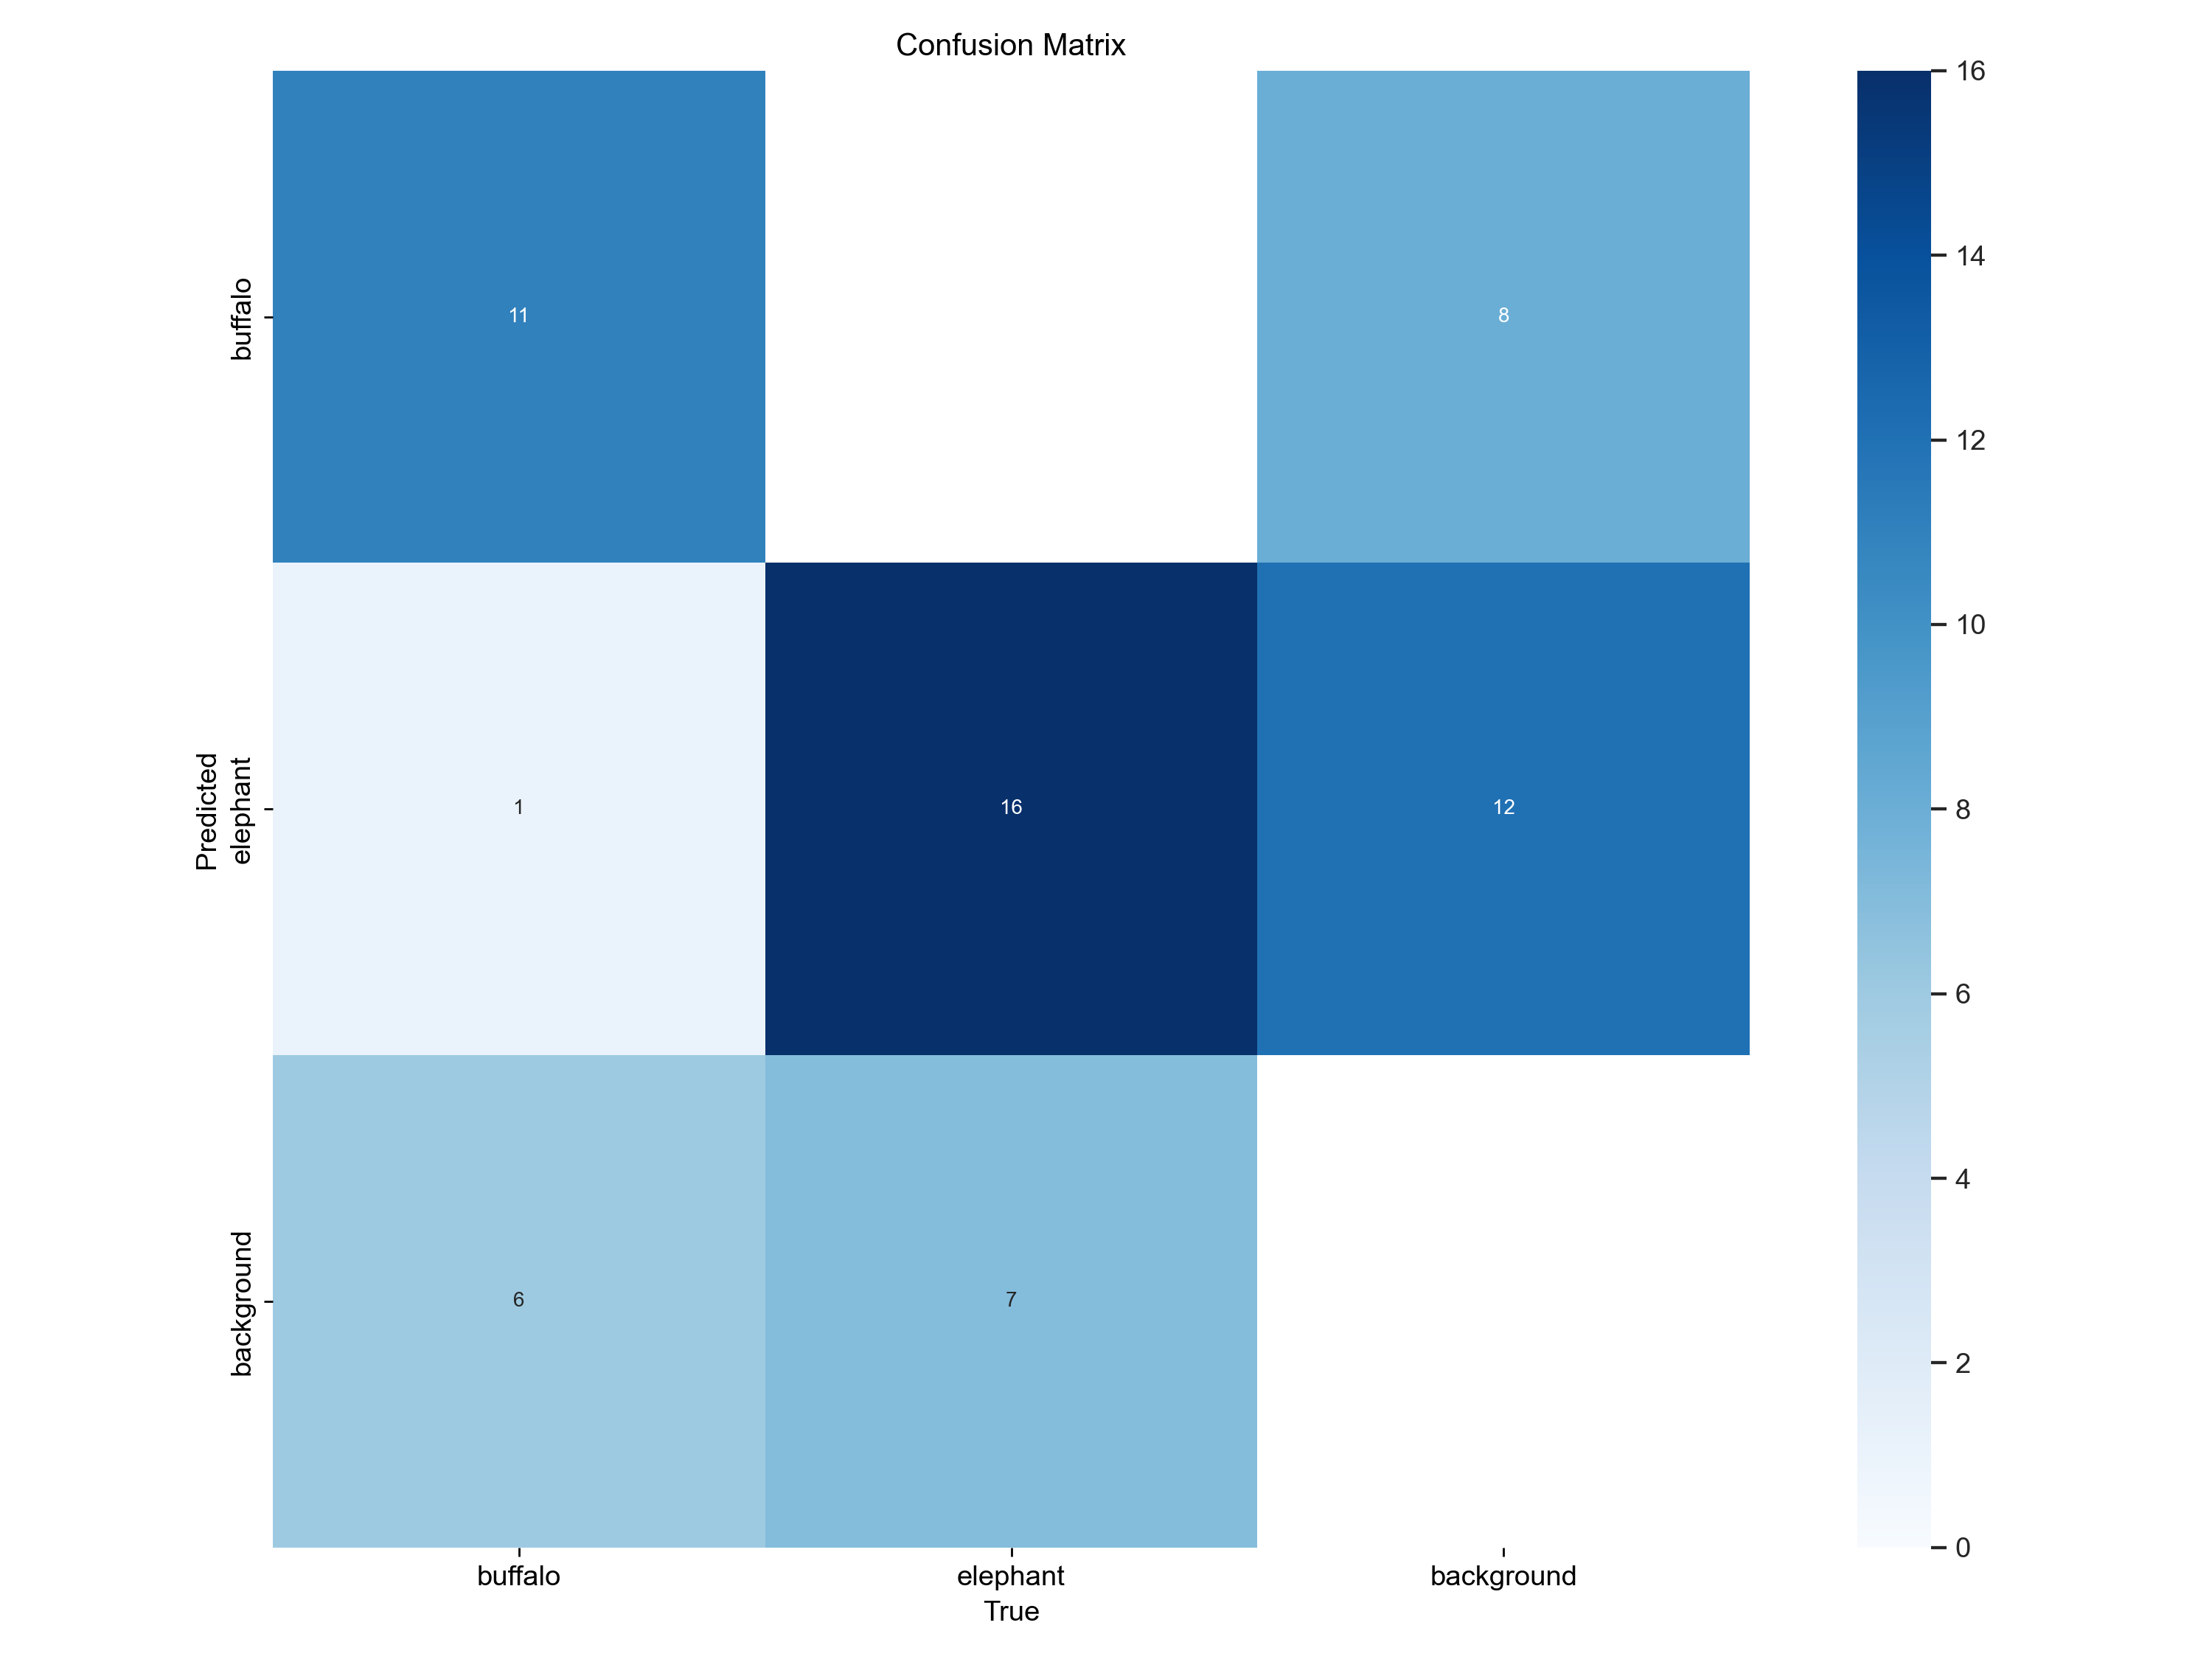 Confusion Matrix
buffalo
11
8
Predicted
elephant
1
16
12
background
6
7
buffalo
elephant
background
True
16
14
12
10
8
6
4
2
0